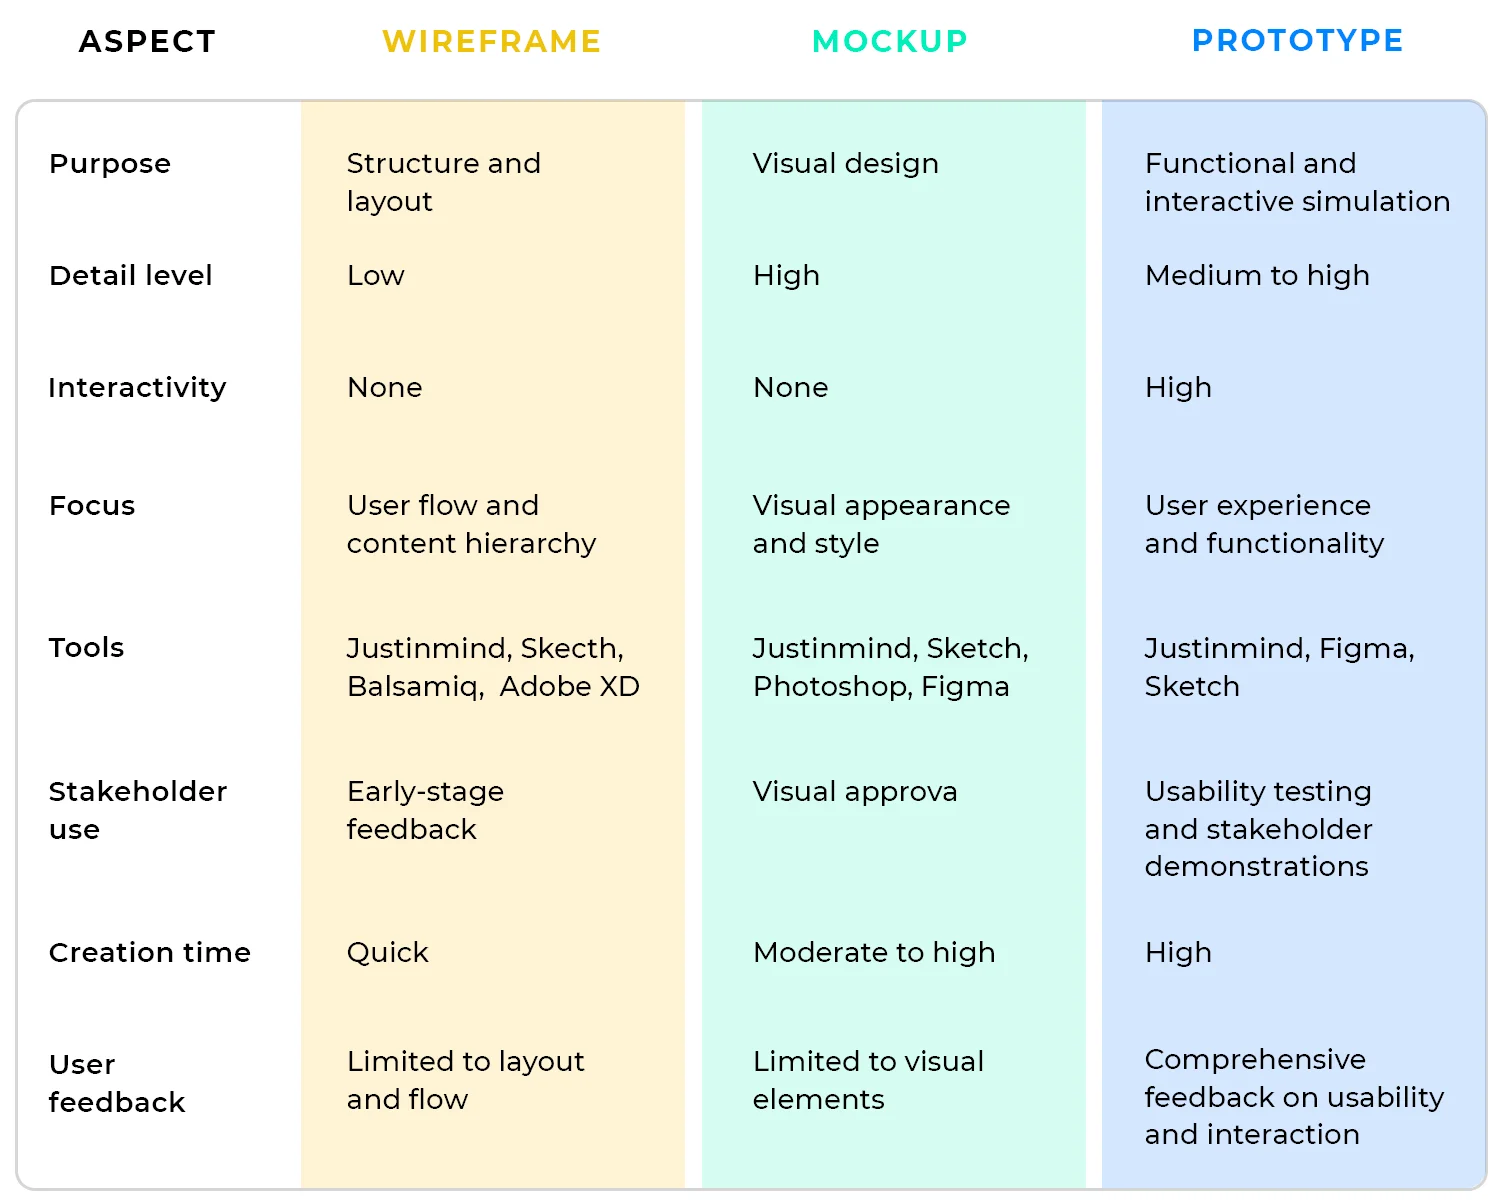 ASPECT WIREFRAME MOCKUP PROTOTYPE
Purpose
Structure and
layout
Visual design
Functional and
interactive simulation
Detail level
Low
High
Medium to high
Interactivity
None
None
High
Focus
User flow and
content hierarchy
Visual appearance
and style
User experience
and functionality
Tools
Justinmind, Skecth,
Balsamiq, Adobe XD
Justinmind, Sketch,
Photoshop, Figma
Justinmind, Figma,
Sketch
Stakeholder
use
Early-stage
feedback
Visual approva
Usability testing
and stakeholder
demonstrations
Creation time
Quick
Moderate to high
High
User
feedback
Limited to layout
and flow
Limited to visual
elements
Comprehensive
feedback on usability
and interaction